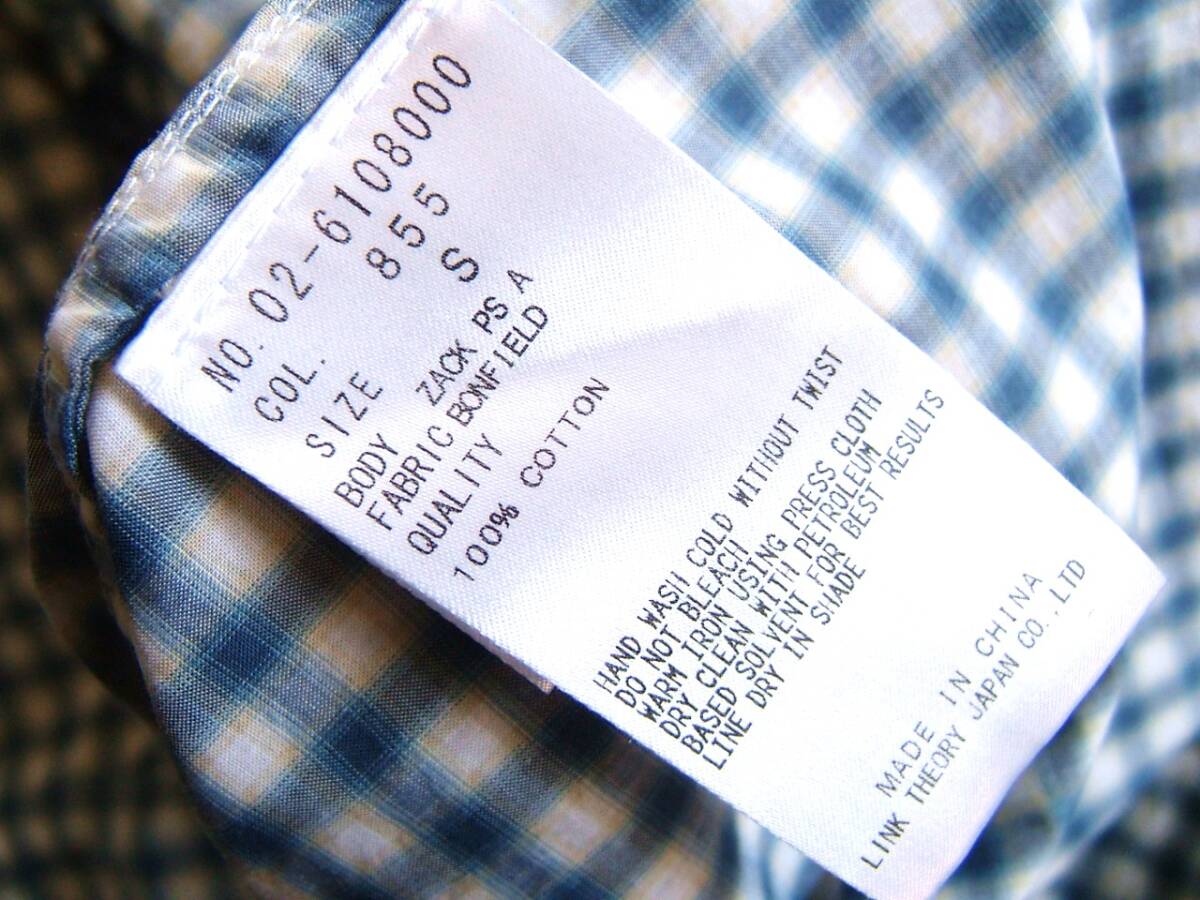 NO. 02-6108000
COL. 855
SIZE S
BODY ZACK PS A
FABRIC BONFIELD
QUALITY
100% COTTON
HAND WASH COLD WITHOUT TWIST
DO NOT BLEACH
WARM IRON USING PRESS CLOTH
DRY CLEAN WITH PETROLEUM
BASED SOLVENT FOR BEST RESULTS
LINE DRY IN SHADE
MADE IN CHINA
LINK THEORY JAPAN CO.,LTD